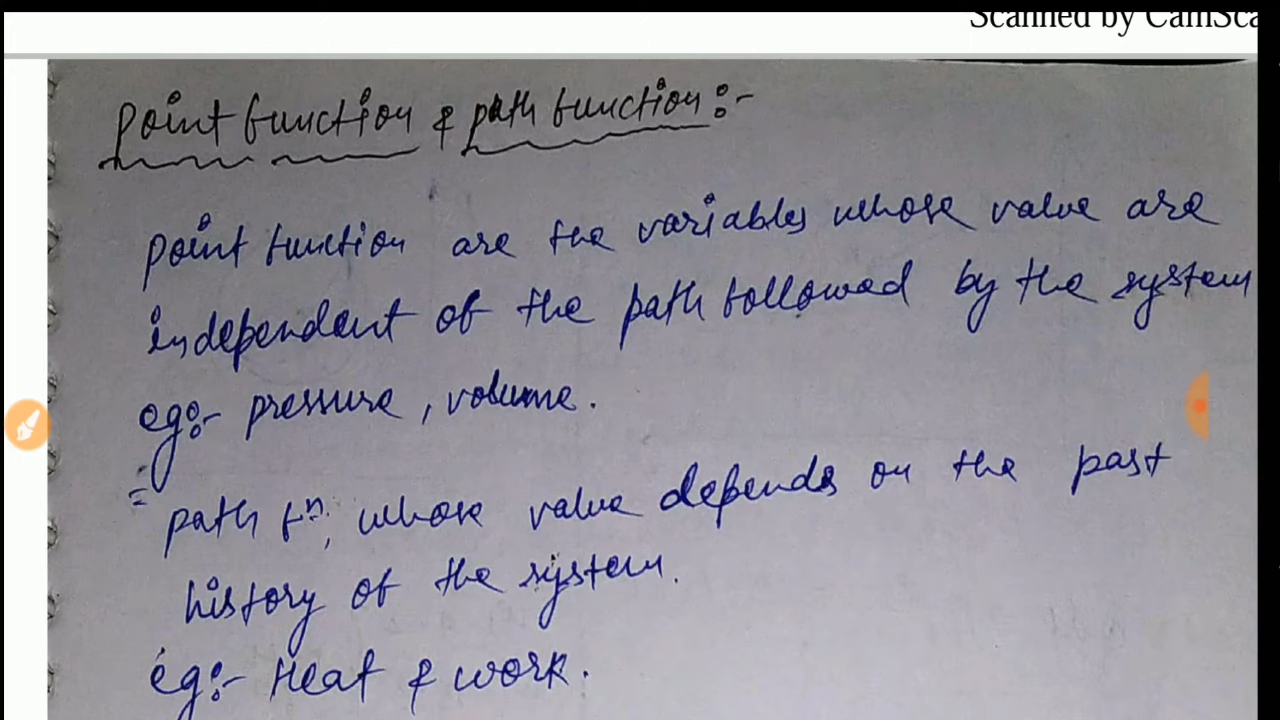 Scanned by CamSca
Point function & path function:-
point function are the variables whose value are
independent of the path followed by the system
eg:- pressure, volume.
path fn, whose value depends on the past
history of the system.
eg:- Heat & work.